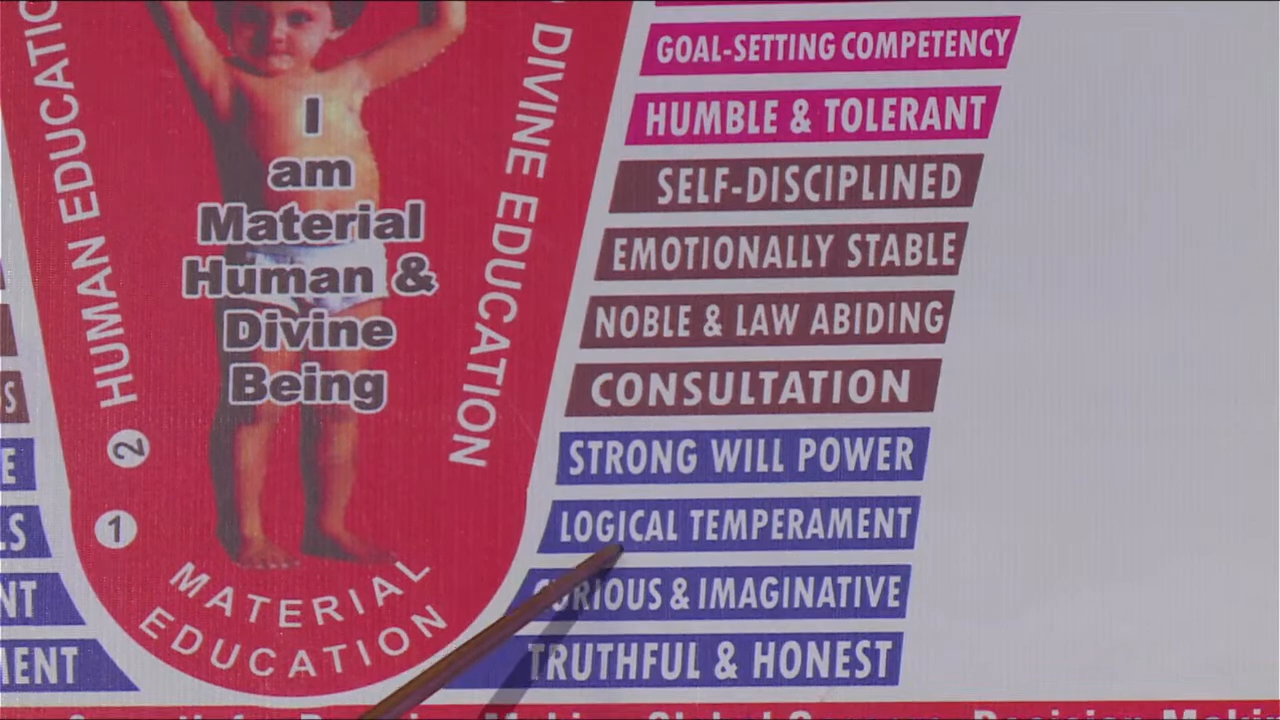 HUMAN EDUCATIO
DIVINE EDUCATION
I
am
Material
Human &
Divine
Being
2
1
MATERIAL
EDUCATION
GOAL-SETTING COMPETENCY
HUMBLE & TOLERANT
SELF-DISCIPLINED
EMOTIONALLY STABLE
NOBLE & LAW ABIDING
CONSULTATION
STRONG WILL POWER
LOGICAL TEMPERAMENT
CURIOUS & IMAGINATIVE
TRUTHFUL & HONEST
S
E
LS
NT
MENT